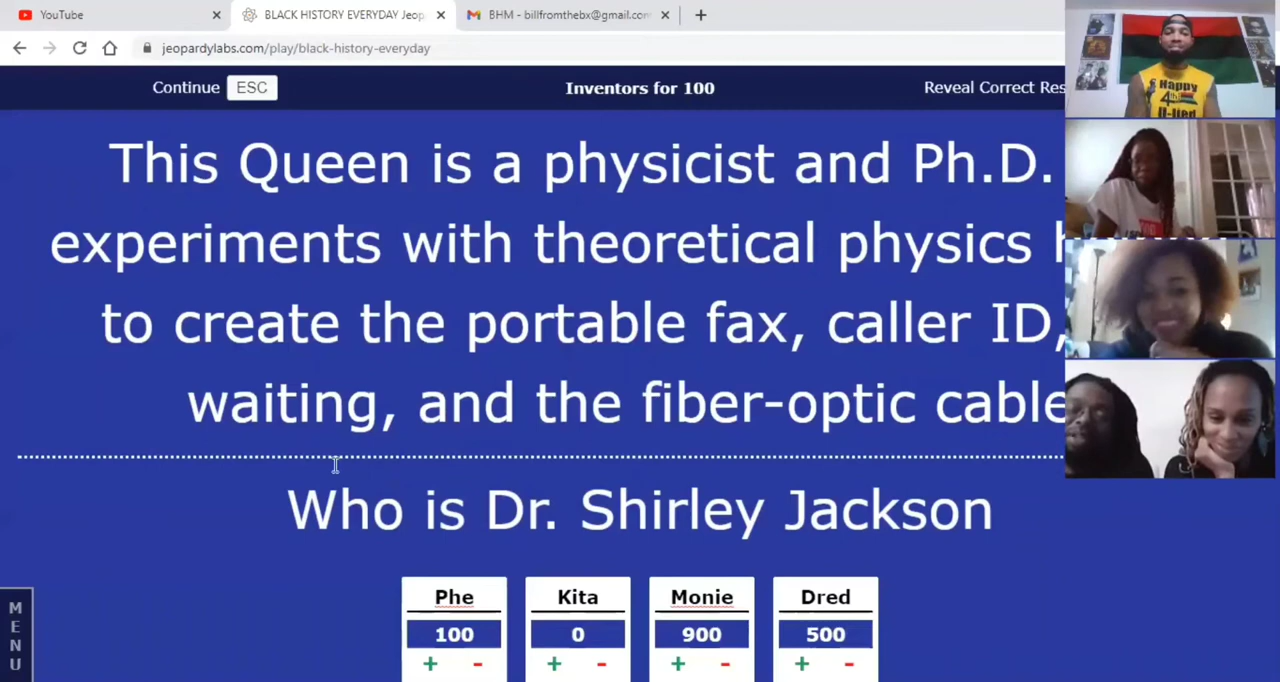 YouTube
BLACK HISTORY EVERYDAY Jeop
BHM - billfromthebx@gmail.com
jeopardylabs.com/play/black-history-everyday
Continue ESC
Inventors for 100
Reveal Correct Res
This Queen is a physicist and Ph.D.
experiments with theoretical physics h
to create the portable fax, caller ID,
waiting, and the fiber-optic cable
Who is Dr. Shirley Jackson
MENU
Phe Kita Monie Dred
100 0 900 500
+ - + - + - + -
Happy
4th
U-lied